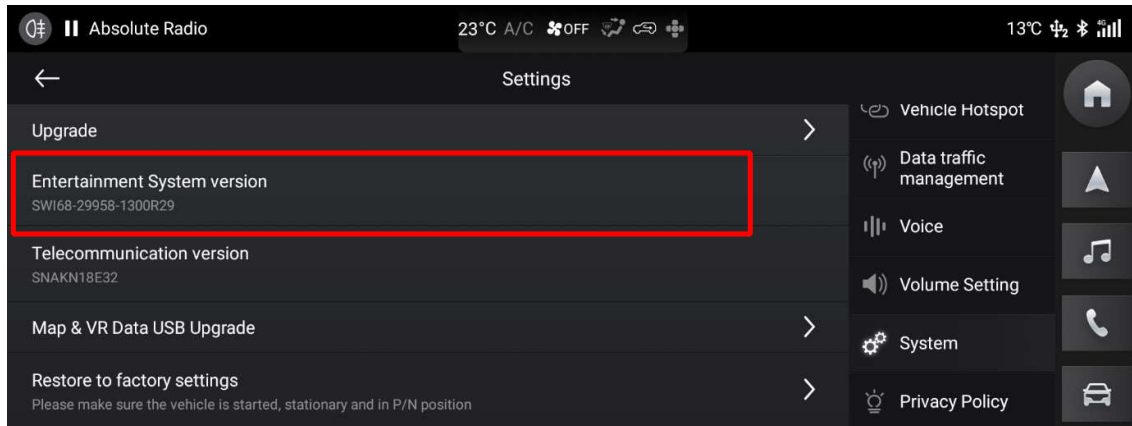 Absolute Radio
23°C A/C OFF
13℃ 2 4G
Settings
Upgrade
Entertainment System version
SWI68-29958-1300R29
Telecommunication version
SNAKN18E32
Map & VR Data USB Upgrade
Restore to factory settings
Please make sure the vehicle is started, stationary and in P/N position
Vehicle Hotspot
Data traffic
management
Voice
Volume Setting
System
Privacy Policy